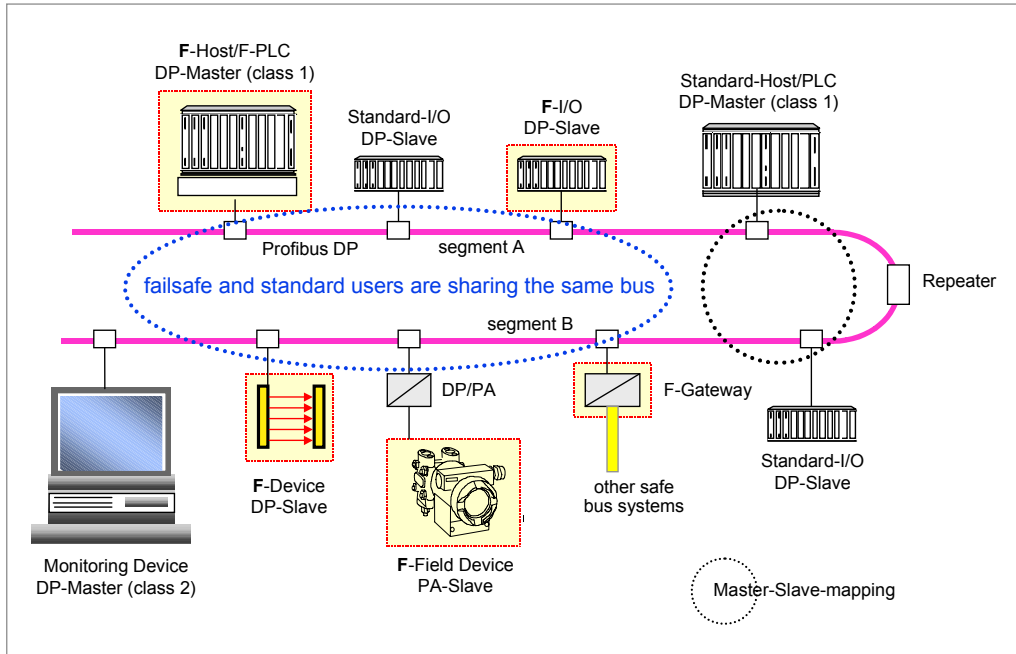 F-Host/F-PLC
DP-Master (class 1)
Standard-I/O
DP-Slave
F-I/O
DP-Slave
Standard-Host/PLC
DP-Master (class 1)
Profibus DP
segment A
failsafe and standard users are sharing the same bus
Repeater
segment B
DP/PA
F-Gateway
F-Device
DP-Slave
other safe
bus systems
Standard-I/O
DP-Slave
Monitoring Device
DP-Master (class 2)
F-Field Device
PA-Slave
Master-Slave-mapping